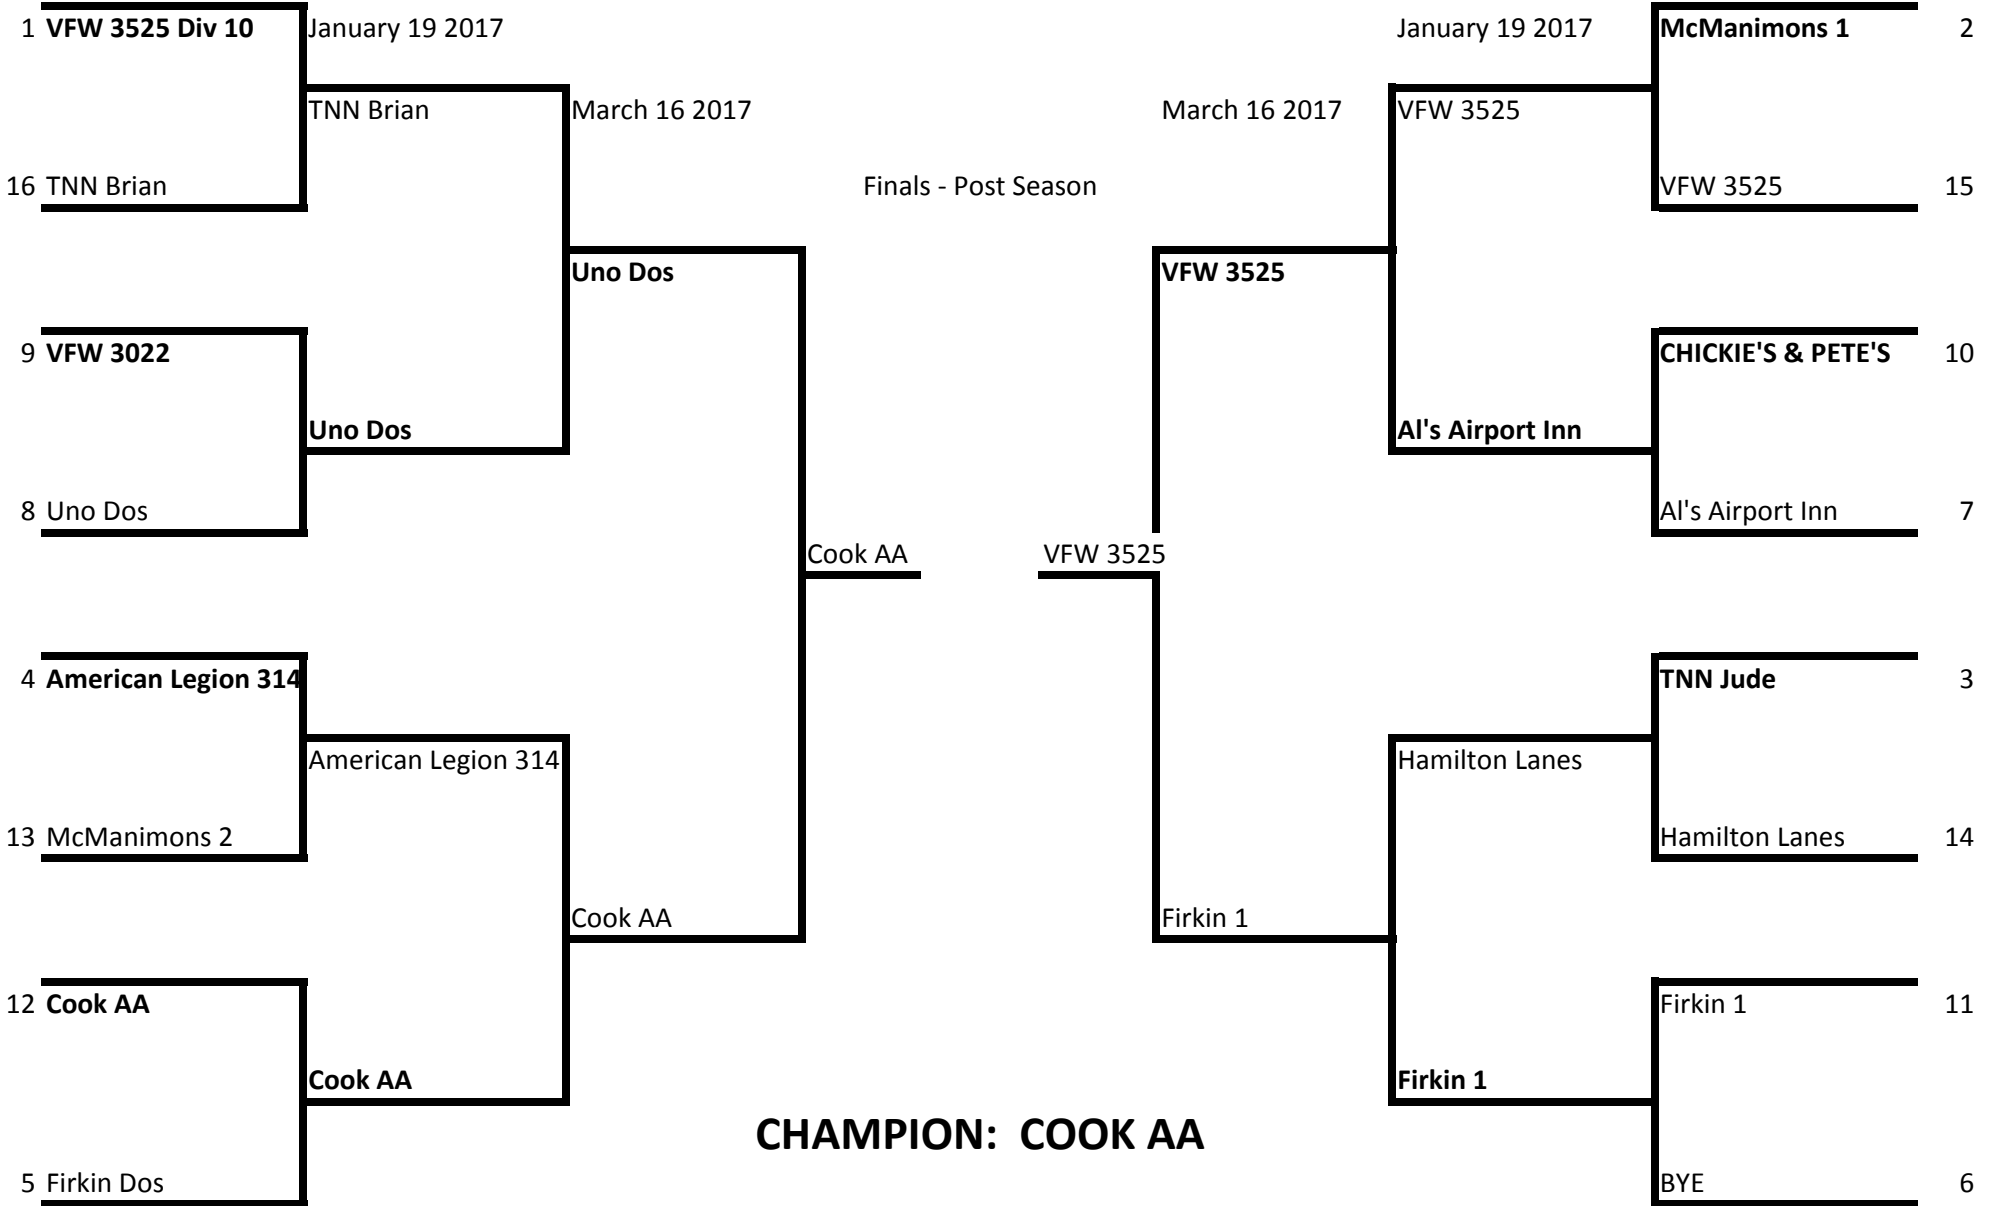 1 VFW 3525 Div 10 January 19 2017 January 19 2017 McManimons 1 2
TNN Brian March 16 2017 March 16 2017 VFW 3525
16 TNN Brian Finals - Post Season VFW 3525 15
Uno Dos VFW 3525
9 VFW 3022 CHICKIE'S & PETE'S 10
Uno Dos Al's Airport Inn
8 Uno Dos Al's Airport Inn 7
Cook AA VFW 3525
4 American Legion 314 TNN Jude 3
American Legion 314 Hamilton Lanes
13 McManimons 2 Hamilton Lanes 14
Cook AA Firkin 1
12 Cook AA Firkin 1 11
Cook AA Firkin 1
CHAMPION: COOK AA
5 Firkin Dos BYE 6